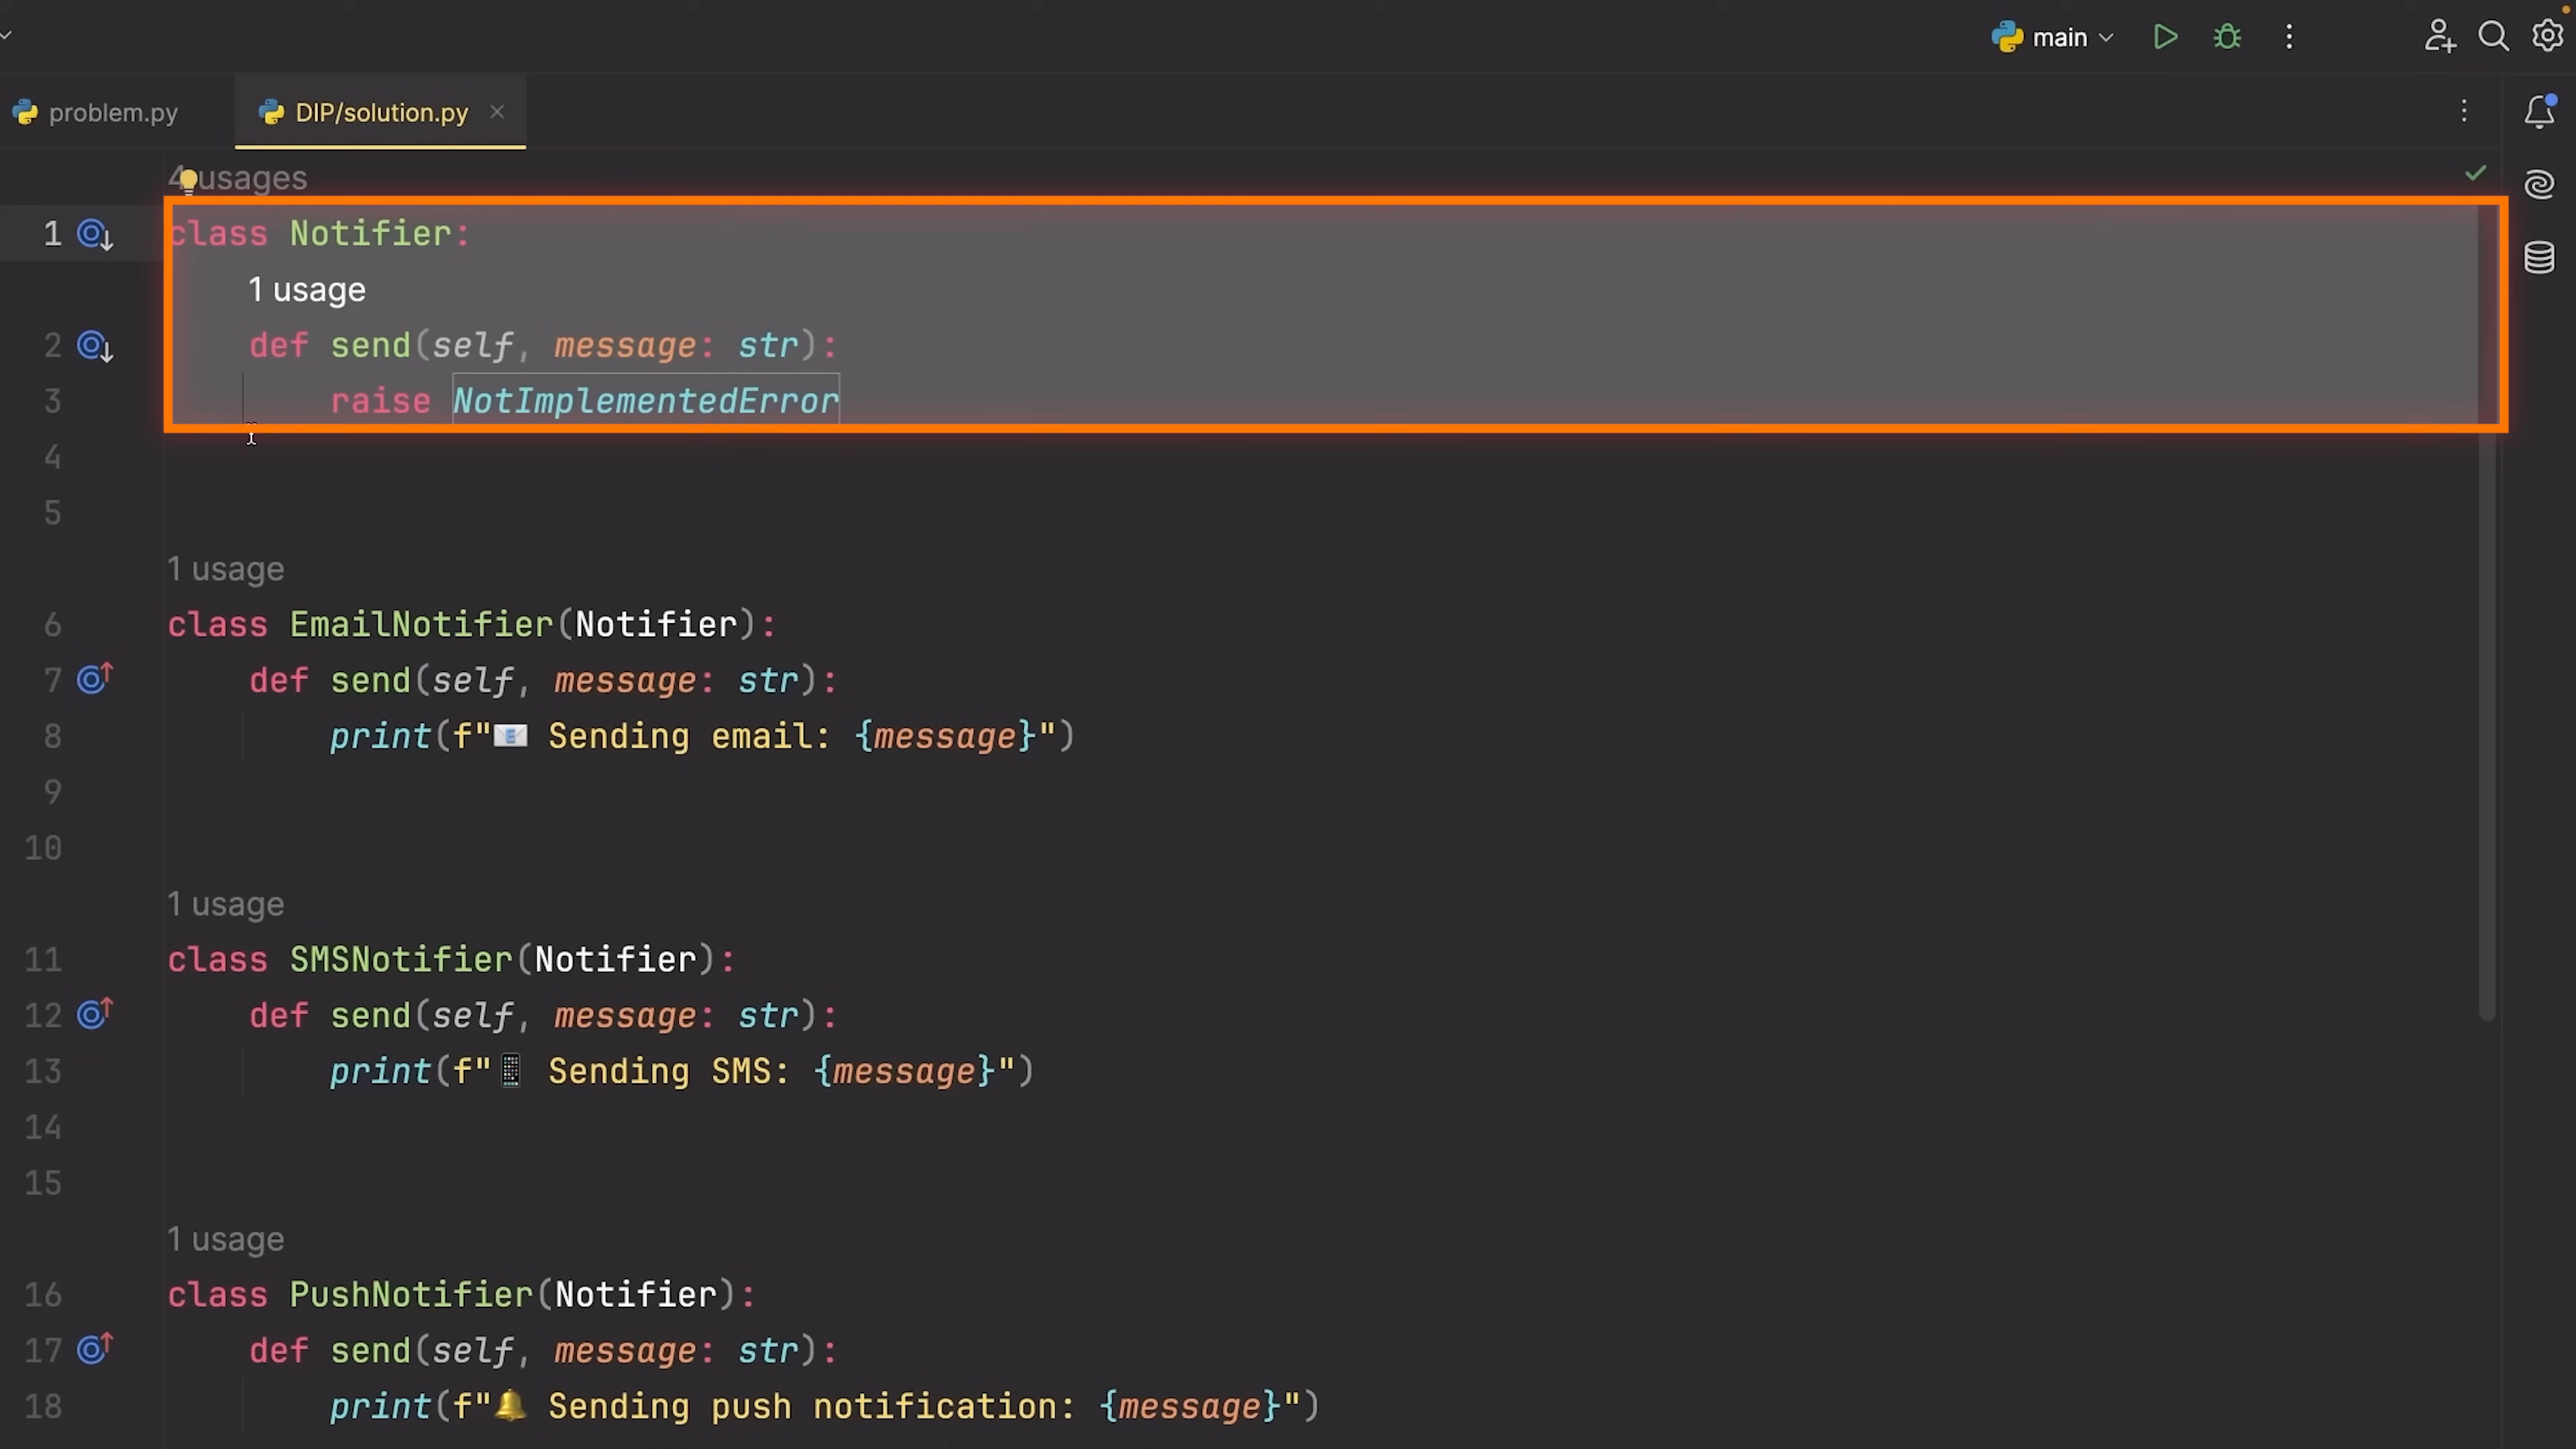 main
problem.py
DIP/solution.py
4 usages
1 class Notifier:
1 usage
2 def send(self, message: str):
3 raise NotImplementedError
4
5
1 usage
6 class EmailNotifier(Notifier):
7 def send(self, message: str):
8 print(f"📧 Sending email: {message}")
9
10
1 usage
11 class SMSNotifier(Notifier):
12 def send(self, message: str):
13 print(f"📱 Sending SMS: {message}")
14
15
1 usage
16 class PushNotifier(Notifier):
17 def send(self, message: str):
18 print(f"🔔 Sending push notification: {message}")